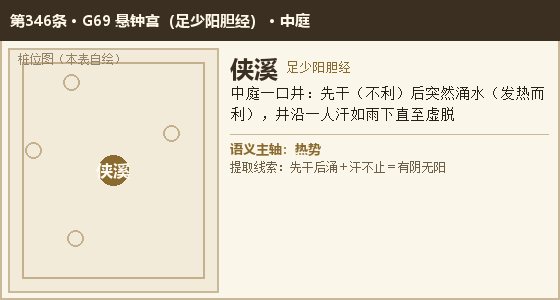 第346条・G69 悬钟宫（足少阳胆经）・中庭
桩位图（本表自绘）
侠溪
侠溪 足少阳胆经
中庭一口井：先干（不利）后突然涌水（发热而
利），井沿一人汗如雨下直至虚脱
语义主轴：热势
提取线索：先干后涌＋汗不止＝有阴无阳